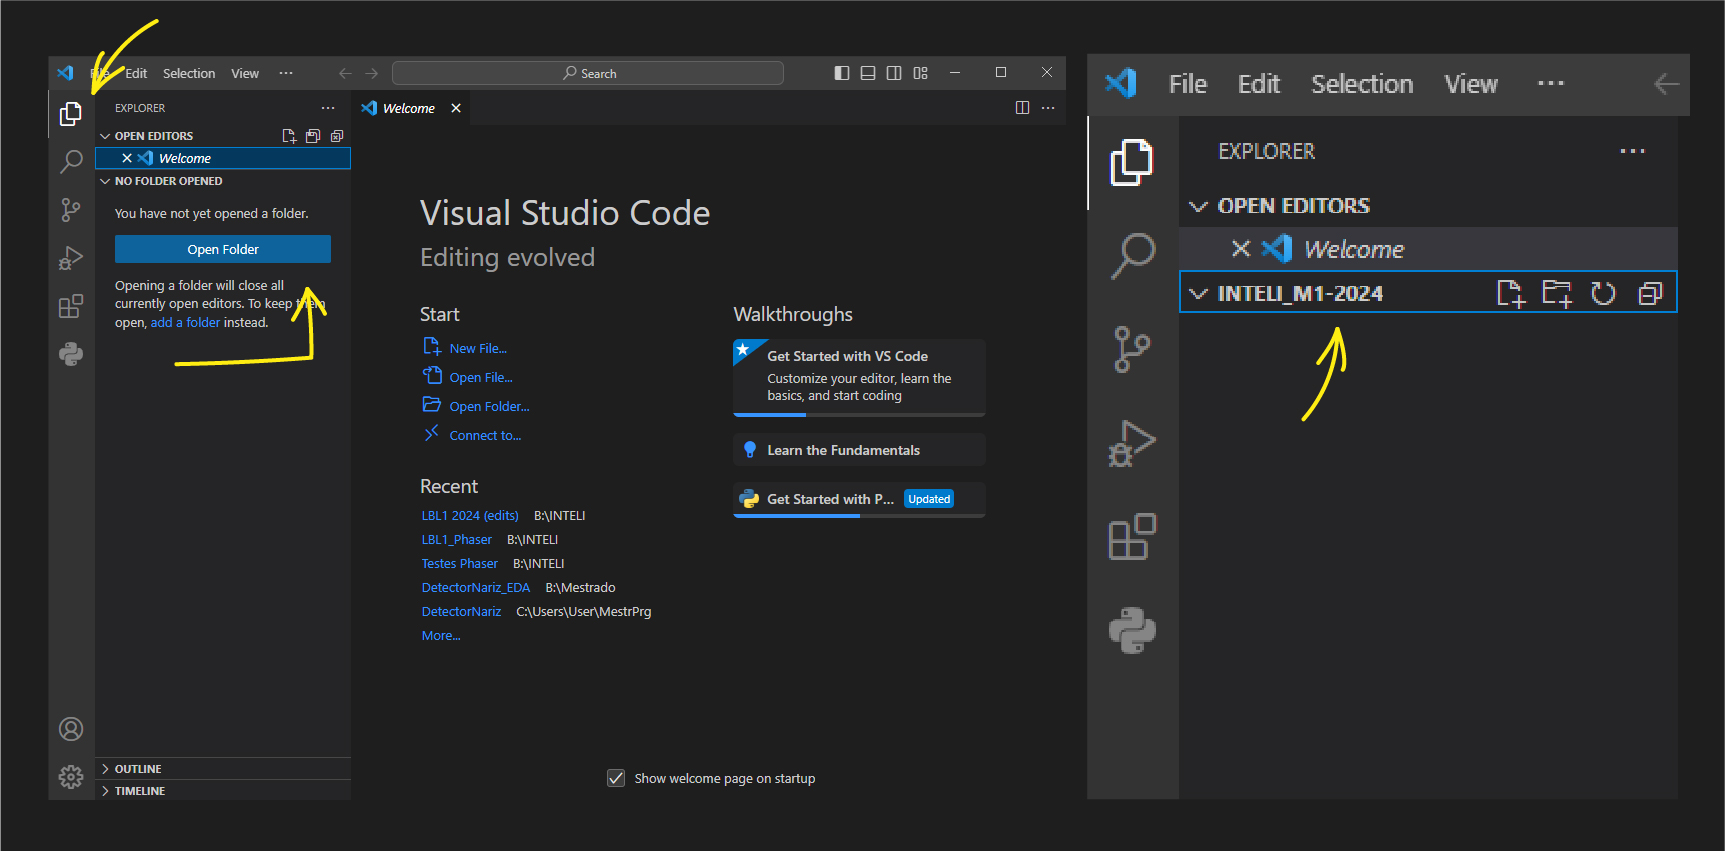 File Edit Selection View ···
Search
EXPLORER ···
OPEN EDITORS
Welcome
NO FOLDER OPENED
You have not yet opened a folder.
Open Folder
Opening a folder will close all
currently open editors. To keep them
open, add a folder instead.
OUTLINE
TIMELINE
Welcome
Visual Studio Code
Editing evolved
Start
New File...
Open File...
Open Folder...
Connect to...
Recent
LBL1 2024 (edits) B:\INTELI
LBL1_Phaser B:\INTELI
Testes Phaser B:\INTELI
DetectorNariz_EDA B:\Mestrado
DetectorNariz C:\Users\User\MestrPrg
More...
Walkthroughs
Get Started with VS Code
Customize your editor, learn the
basics, and start coding
Learn the Fundamentals
Get Started with P... Updated
Show welcome page on startup
File Edit Selection View ···
EXPLORER ···
OPEN EDITORS
Welcome
INTELI_M1-2024